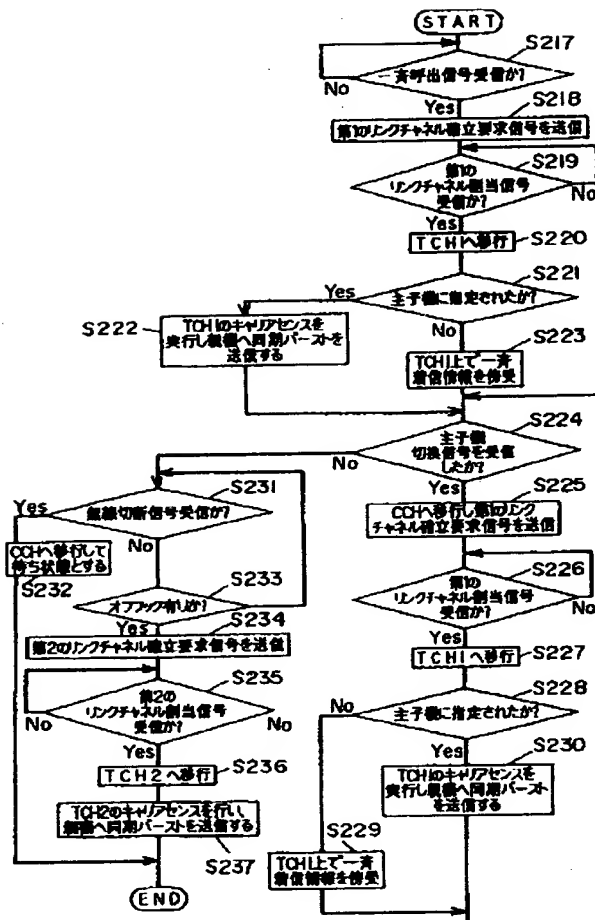 START
S217
一斉呼出信号受信か?
No
Yes
S218
第1のリンクチャネル確立要求信号を送信
S219
第1の
リンクチャネル割当信号
受信か?
No
Yes
S220
TCH1へ移行
S221
主子機に指定されたか?
Yes
No
S222
TCH1のキャリアセンスを
実行し親機へ同期バーストを
送信する
S223
TCH1上で一斉
着信情報を傍受
S224
主子機
切換信号を受信
したか?
No
Yes
S225
CCHへ移行し第1のリンク
チャネル確立要求信号を送信
S226
第1の
リンクチャネル割当信号
受信か?
No
Yes
S227
TCH1へ移行
S228
主子機に指定されたか?
No
Yes
S230
TCH1のキャリアセンスを
実行し親機へ同期バースト
を送信する
S229
TCH1上で一斉
着信情報を傍受
S231
無線切断信号受信か?
Yes
No
CCHへ移行して
待ち状態とする
S232
S233
オフフック有りか?
Yes
S234
第2のリンクチャネル確立要求信号を送信
S235
第2の
リンクチャネル割当信号
受信か?
No
No
Yes
S236
TCH2へ移行
TCH2のキャリアセンスを行い
親機へ同期バーストを送信する
S237
END